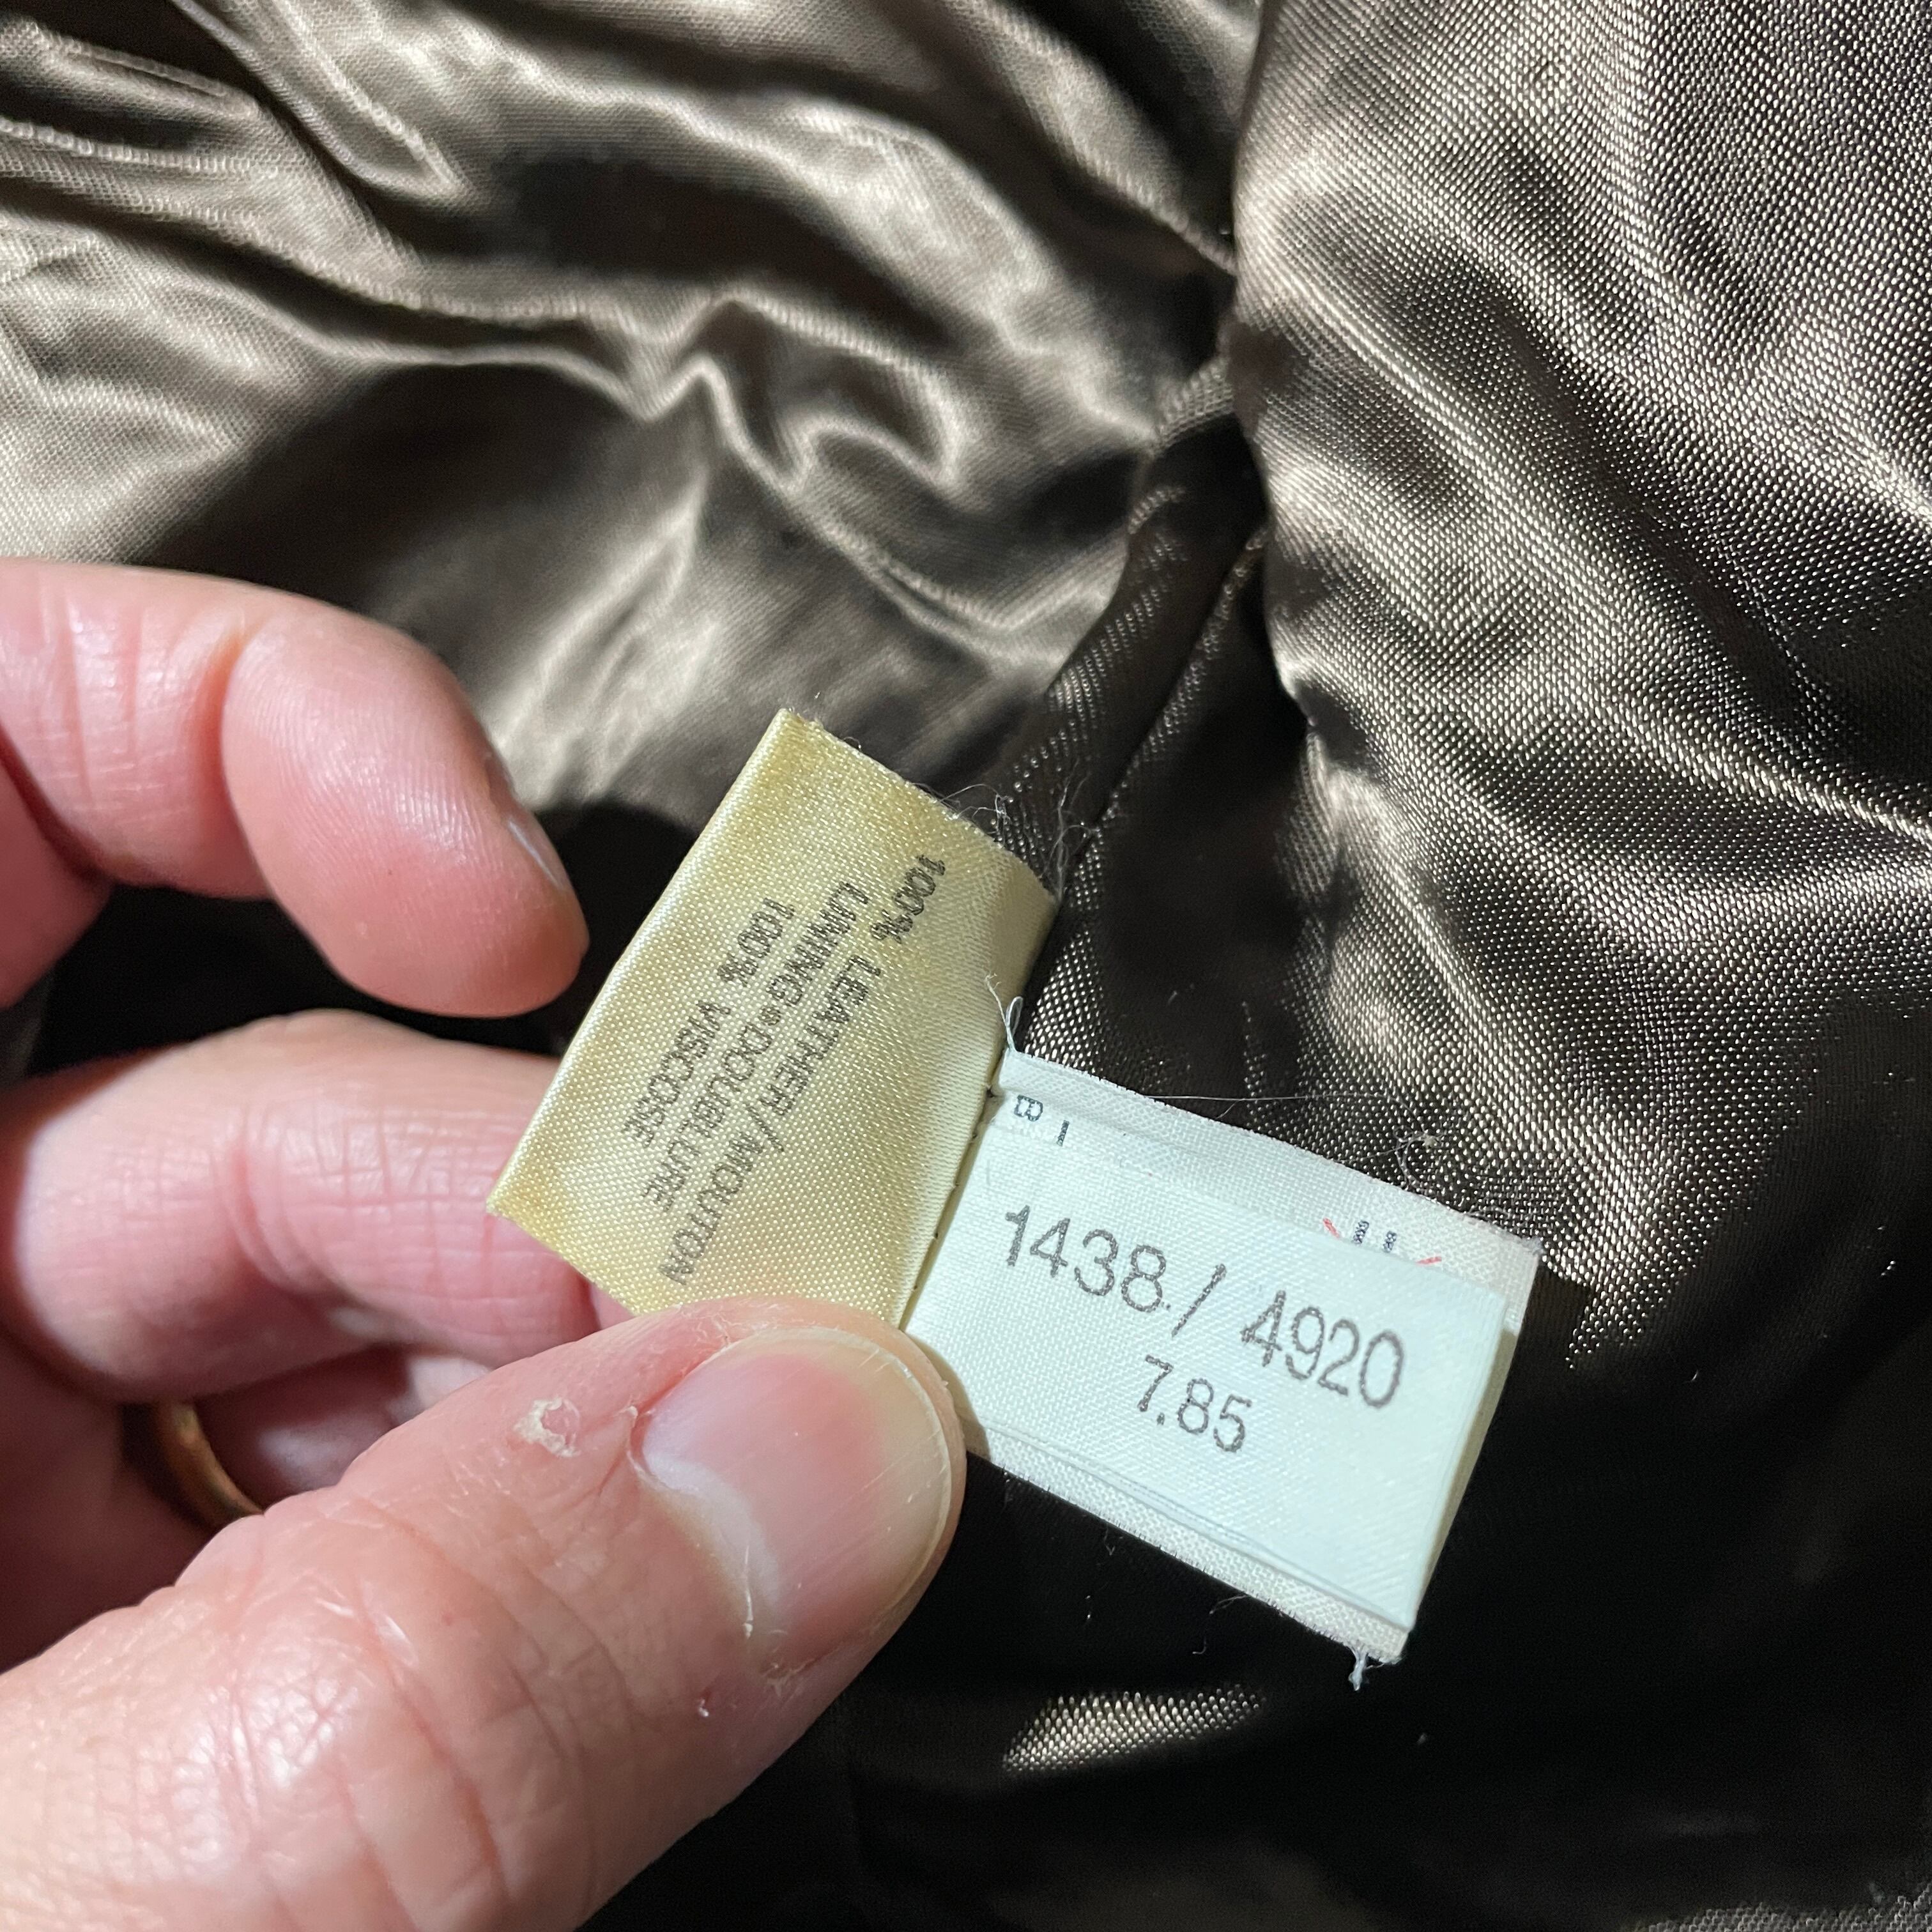 100% LEATHER/MOUTON
LINING•DOUBLURE
100% VISCOSE
1438 / 4920
7.85